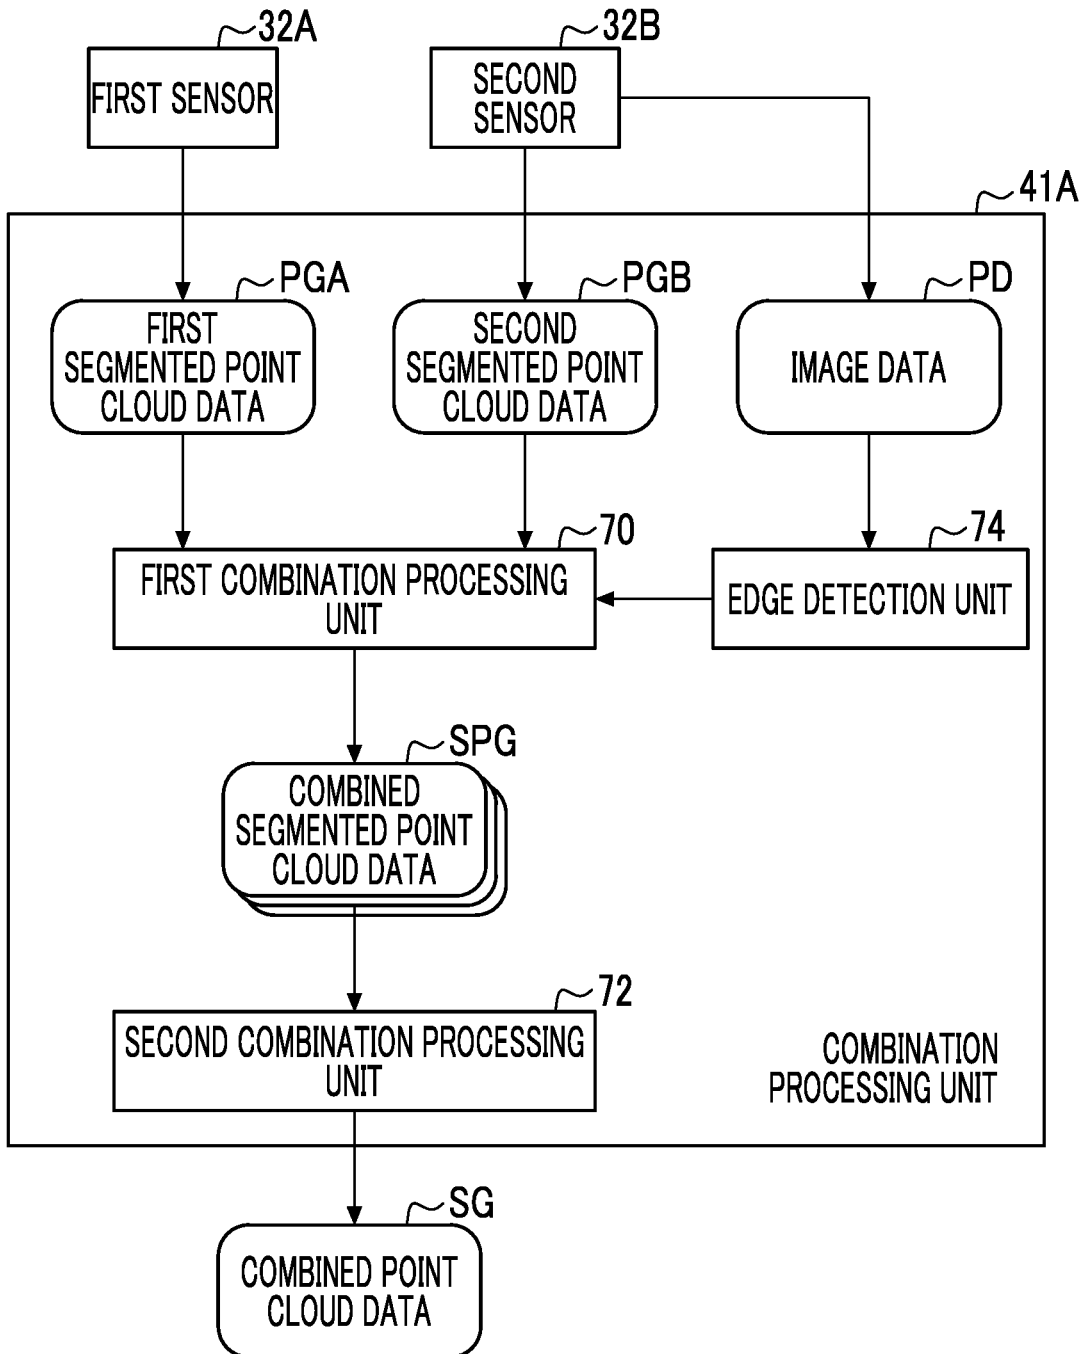 32A
32B
FIRST SENSOR
SECOND
SENSOR
41A
PGA
PGB
PD
FIRST
SEGMENTED POINT
CLOUD DATA
SECOND
SEGMENTED POINT
CLOUD DATA
IMAGE DATA
70
74
FIRST COMBINATION PROCESSING
UNIT
EDGE DETECTION UNIT
SPG
COMBINED
SEGMENTED POINT
CLOUD DATA
72
SECOND COMBINATION PROCESSING
UNIT
COMBINATION
PROCESSING UNIT
SG
COMBINED POINT
CLOUD DATA